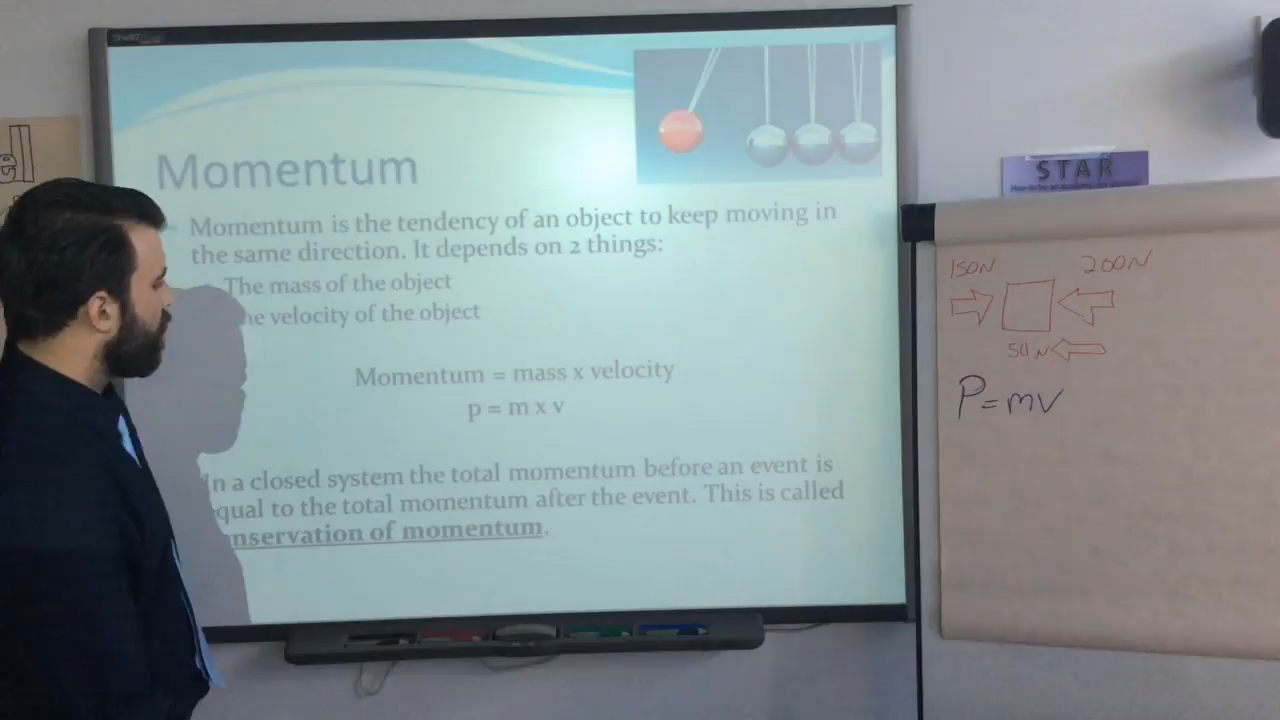 Momentum
Momentum is the tendency of an object to keep moving in
the same direction. It depends on 2 things:
The mass of the object
he velocity of the object
Momentum = mass x velocity
p = m x v
In a closed system the total momentum before an event is
qual to the total momentum after the event. This is called
nservation of momentum.
el
STAR
150N
200N
50N
P=mv